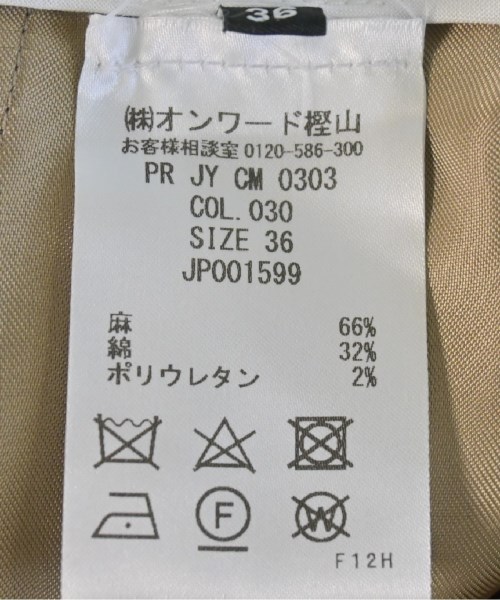 36
㈱オンワード樫山
お客様相談室 0120-586-300
PR JY CM 0303
COL. 030
SIZE 36
JP001599
麻 66%
綿 32%
ポリウレタン 2%
F
W
F12H